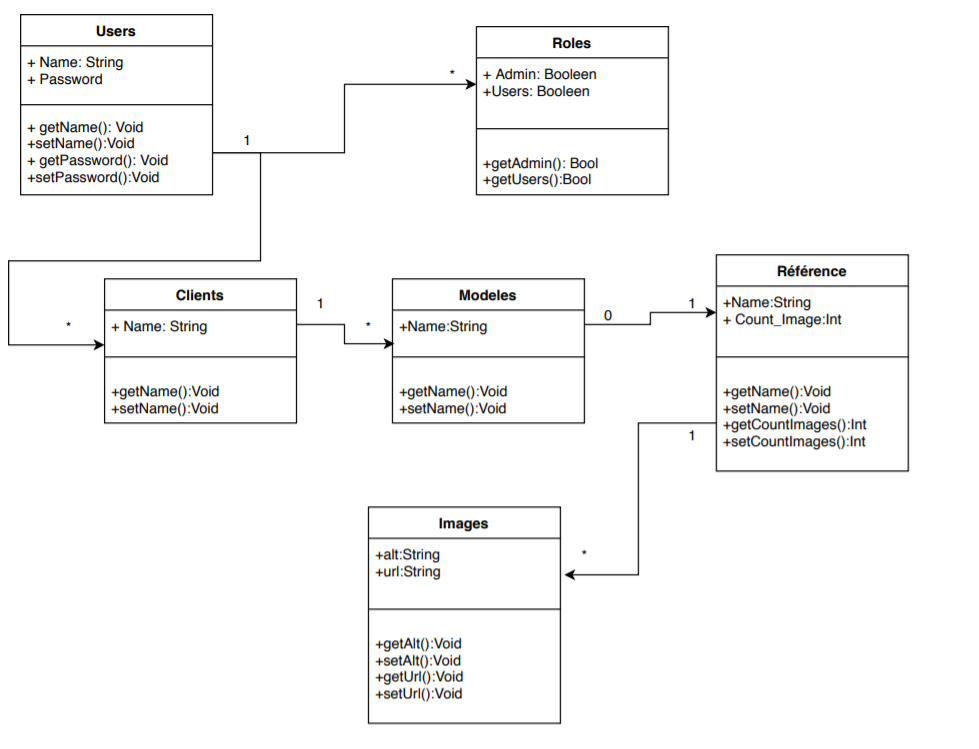 Users
+ Name: String
+ Password
+ getName(): Void
+setName():Void
+ getPassword(): Void
+setPassword():Void
1
*
Roles
+ Admin: Booleen
+Users: Booleen
+getAdmin(): Bool
+getUsers():Bool
*
Clients
+ Name: String
+getName():Void
+setName():Void
1
*
Modeles
+Name:String
+getName():Void
+setName():Void
0
1
Référence
+Name:String
+ Count_Image:Int
+getName():Void
+setName():Void
+getCountImages():Int
+setCountImages():Int
1
*
Images
+alt:String
+url:String
+getAlt():Void
+setAlt():Void
+getUrl():Void
+setUrl():Void